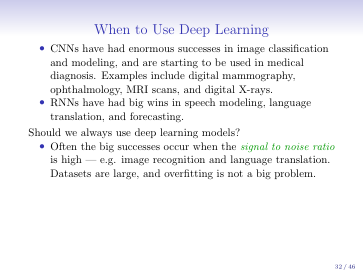 When to Use Deep Learning
• CNNs have had enormous successes in image classification
and modeling, and are starting to be used in medical
diagnosis. Examples include digital mammography,
ophthalmology, MRI scans, and digital X-rays.
• RNNs have had big wins in speech modeling, language
translation, and forecasting.
Should we always use deep learning models?
• Often the big successes occur when the signal to noise ratio
is high — e.g. image recognition and language translation.
Datasets are large, and overfitting is not a big problem.
32 / 46